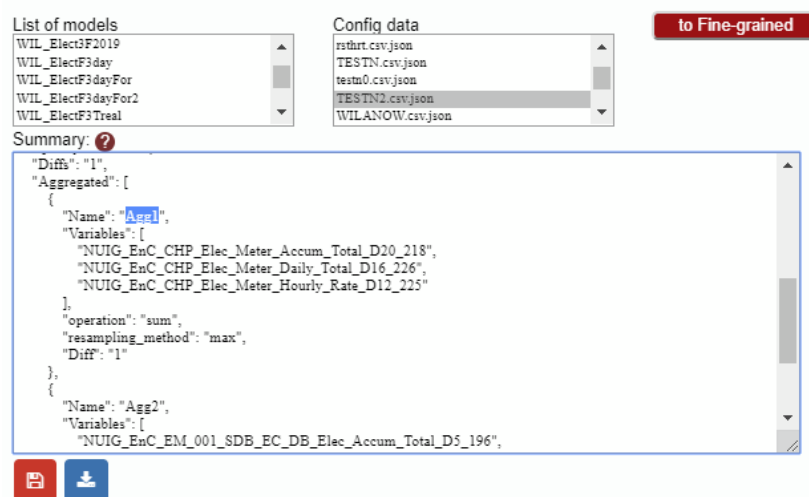 List of models
Config data
to Fine-grained
WIL_Elect3F2019
WIL_ElectF3day
WIL_ElectF3dayFor
WIL_ElectF3dayFor2
WIL_ElectF3Treal
rsthrt.csv.json
TESTN.csv.json
testn0.csv.json
TESTN2.csv.json
WILANOW.csv.json
Summary: ?
"Diffs": "1",
"Aggregated": [
{
"Name": "Agg1",
"Variables": [
"NUIG_EnC_CHP_Elec_Meter_Accum_Total_D20_218",
"NUIG_EnC_CHP_Elec_Meter_Daily_Total_D16_226",
"NUIG_EnC_CHP_Elec_Meter_Hourly_Rate_D12_225"
],
"operation": "sum",
"resampling_method": "max",
"Diff": "1"
},
{
"Name": "Agg2",
"Variables": [
"NUIG_EnC_EM_001_SDB_EC_DB_Elec_Accum_Total_D5_196",